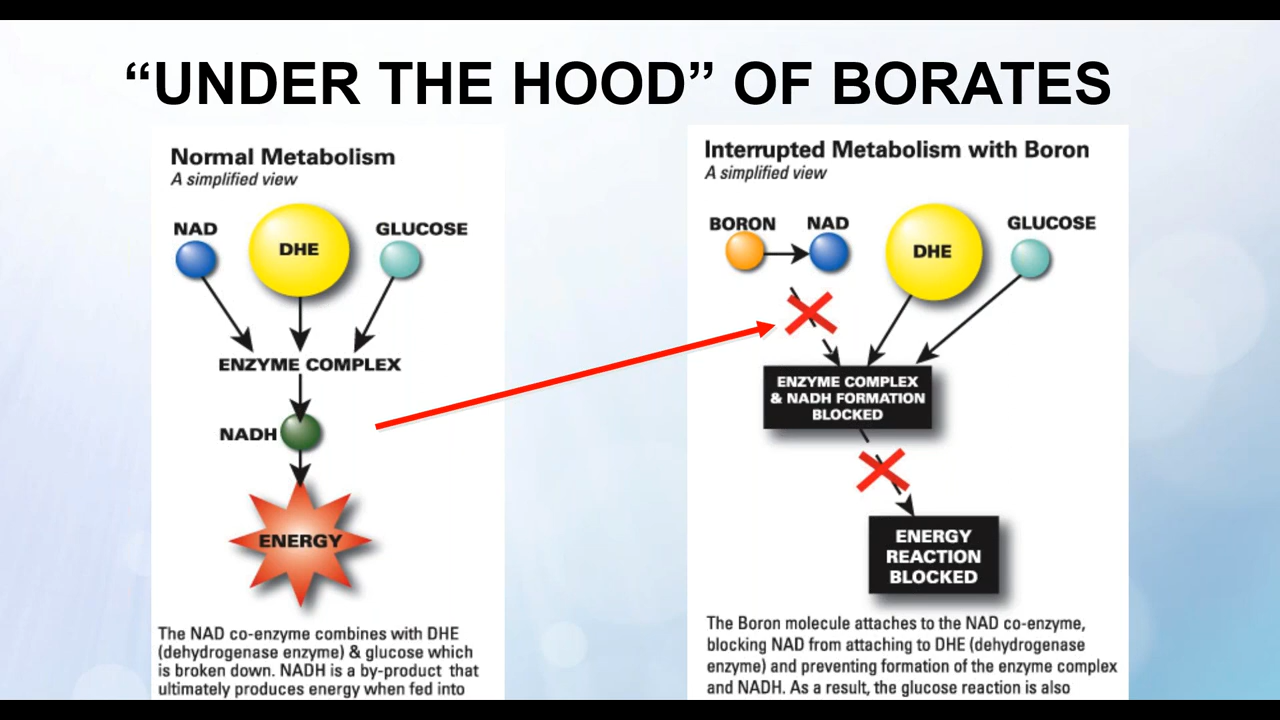 “UNDER THE HOOD” OF BORATES
Normal Metabolism
A simplified view
NAD
DHE
GLUCOSE
ENZYME COMPLEX
NADH
ENERGY
The NAD co-enzyme combines with DHE
(dehydrogenase enzyme) & glucose which
is broken down. NADH is a by-product that
ultimately produces energy when fed into
Interrupted Metabolism with Boron
A simplified view
BORON
NAD
DHE
GLUCOSE
ENZYME COMPLEX
& NADH FORMATION
BLOCKED
ENERGY
REACTION
BLOCKED
The Boron molecule attaches to the NAD co-enzyme,
blocking NAD from attaching to DHE (dehydrogenase
enzyme) and preventing formation of the enzyme complex
and NADH. As a result, the glucose reaction is also